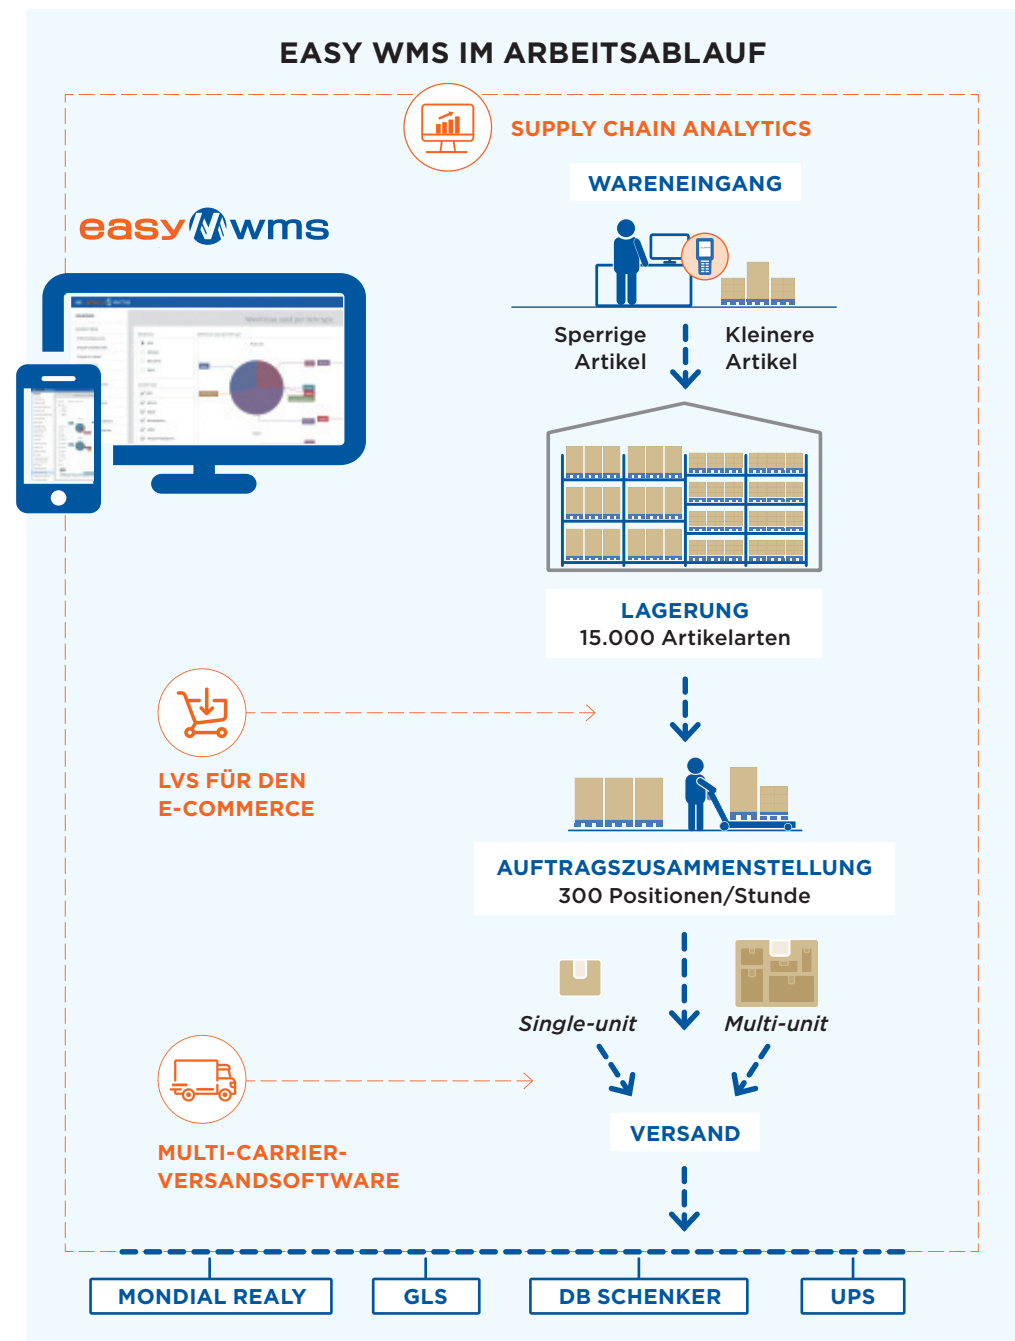 EASY WMS IM ARBEITSABLAUF
SUPPLY CHAIN ANALYTICS
WARENEINGANG
easy wms
Sperrige
Artikel
Kleinere
Artikel
LAGERUNG
15.000 Artikelarten
LVS FÜR DEN
E-COMMERCE
AUFTRAGSZUSAMMENSTELLUNG
300 Positionen/Stunde
Single-unit
Multi-unit
MULTI-CARRIER-
VERSANDSOFTWARE
VERSAND
MONDIAL REALY
GLS
DB SCHENKER
UPS